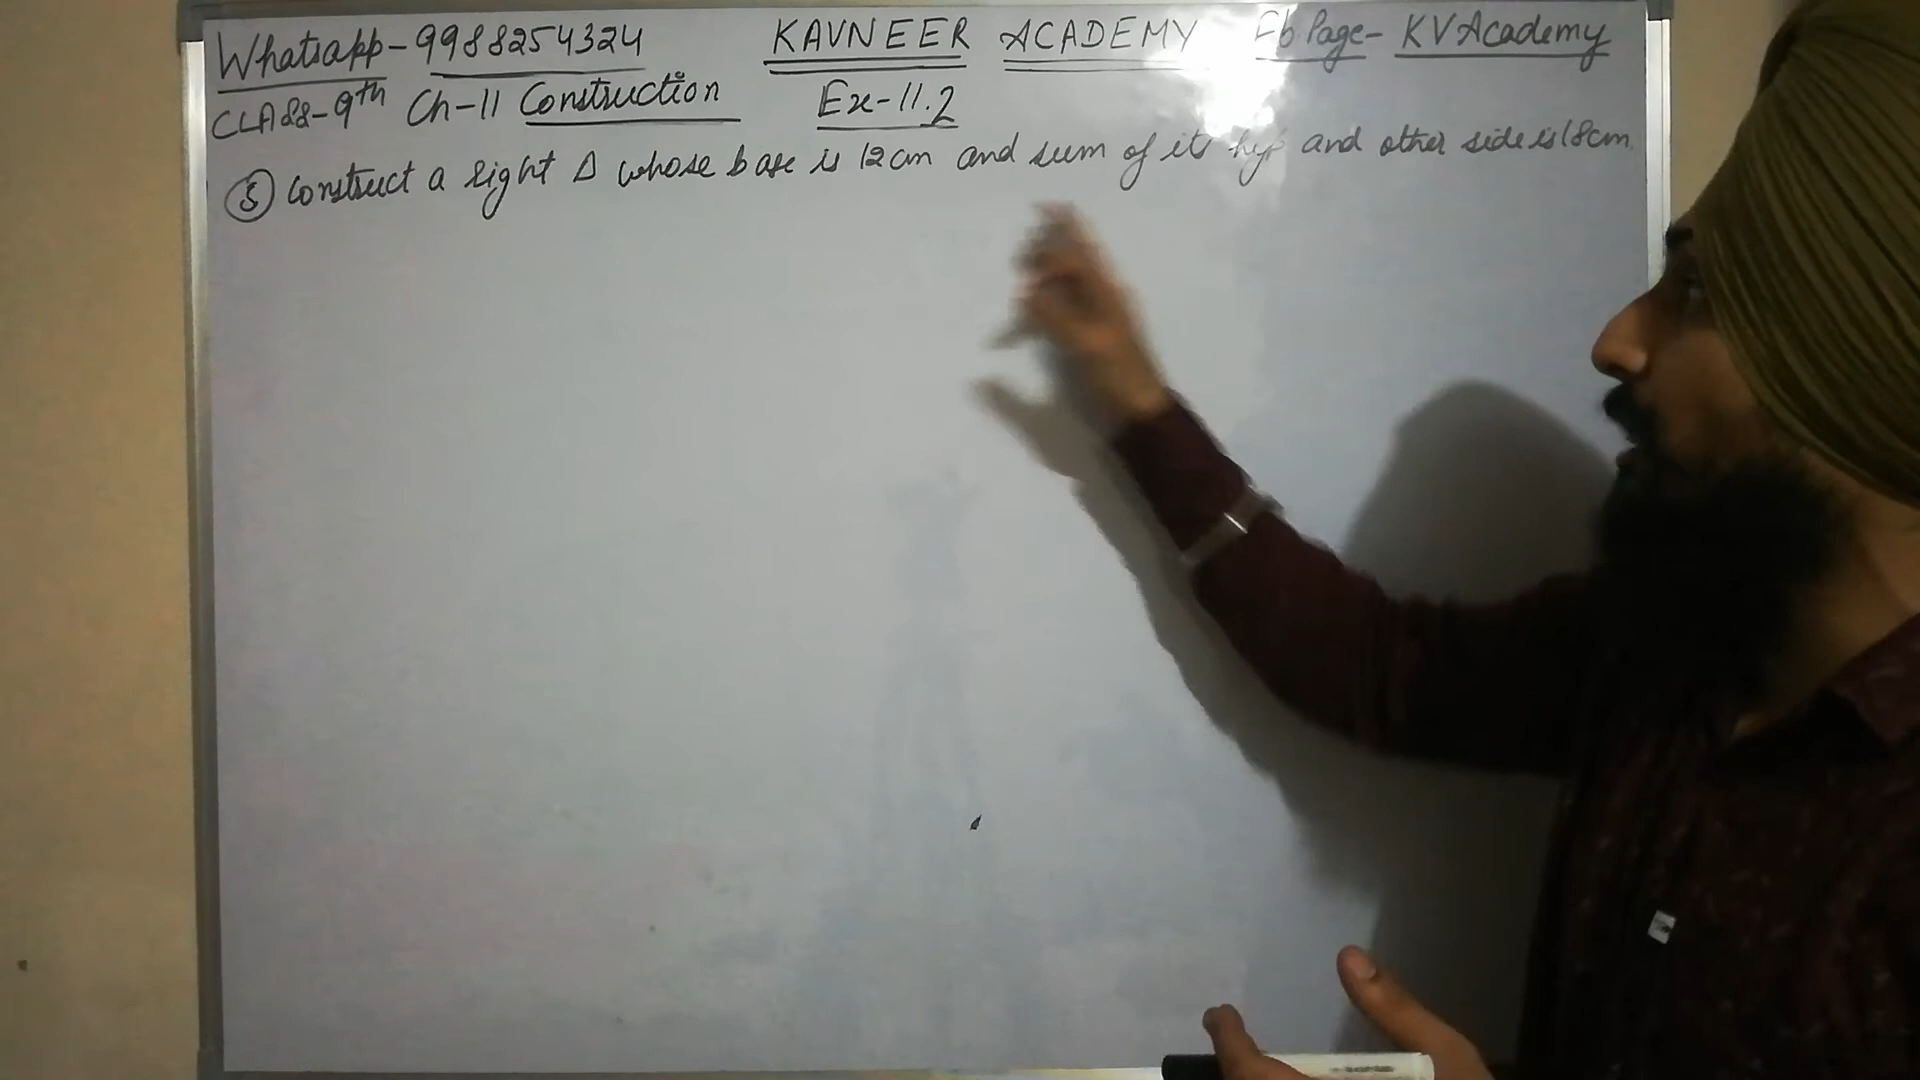 Whatsapp-9988254324 KAVNEER ACADEMY Fb Page- KVAcademy
CLASS-9th Ch-11 Construction Ex-11.2
⑤ Construct a right Δ whose base is 12cm and sum of its hyp and other side is 18cm.